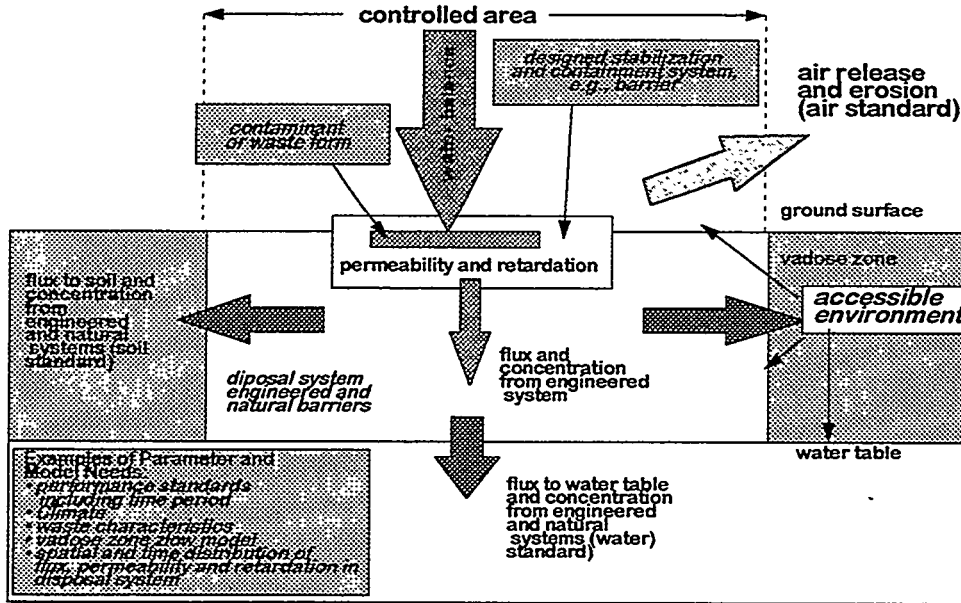 controlled area
designed stabilization
and containment system,
e.g., barrier
water balance
contaminant
or waste form
air release
and erosion
(air standard)
ground surface
vadose zone
permeability and retardation
flux to soil and
concentration
from
engineered
and natural
systems (soil
standard)
accessible
environment
flux and
concentration
from engineered
system
diposal system
engineered and
natural barriers
water table
Examples of Parameter and
Model Needs
• performance standards
including time period
• Climate
• waste characteristics
• vadose zone zlow model
• spatial and time distribution of
flux, permeability and retardation in
disposal system
flux to water table
and concentration
from engineered
and natural
systems (water)
standard)